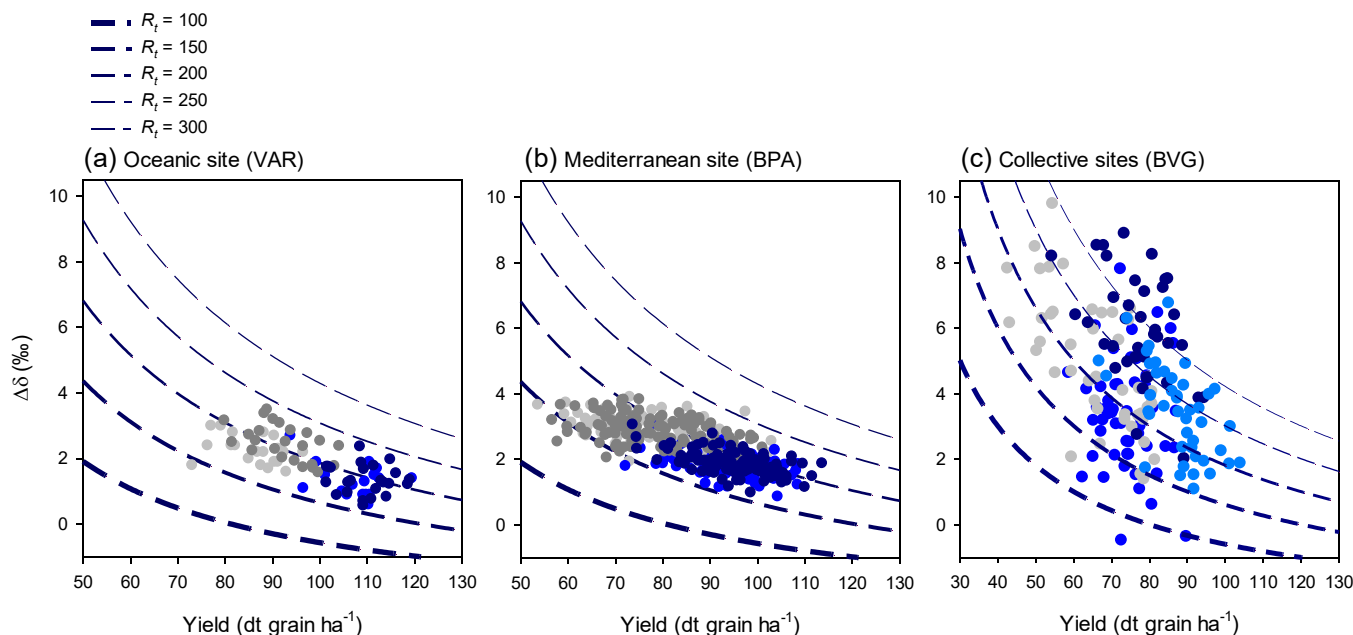 R_t = 100
R_t = 150
R_t = 200
R_t = 250
R_t = 300
(a) Oceanic site (VAR)
(b) Mediterranean site (BPA)
(c) Collective sites (BVG)
Δδ (‰)
10
8
6
4
2
0
50 60 70 80 90 100 110 120 130
Yield (dt grain ha⁻¹)
10
8
6
4
2
0
50 60 70 80 90 100 110 120 130
Yield (dt grain ha⁻¹)
10
8
6
4
2
0
30 40 50 60 70 80 90 100 110 120 130
Yield (dt grain ha⁻¹)